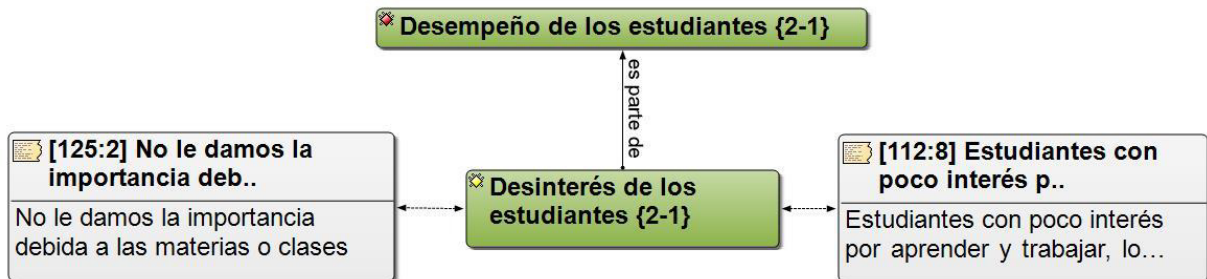 Desempeño de los estudiantes {2-1}
es parte de
[125:2] No le damos la
importancia deb..
No le damos la importancia
debida a las materias o clases
Desinterés de los
estudiantes {2-1}
[112:8] Estudiantes con
poco interés p..
Estudiantes con poco interés
por aprender y trabajar, lo…